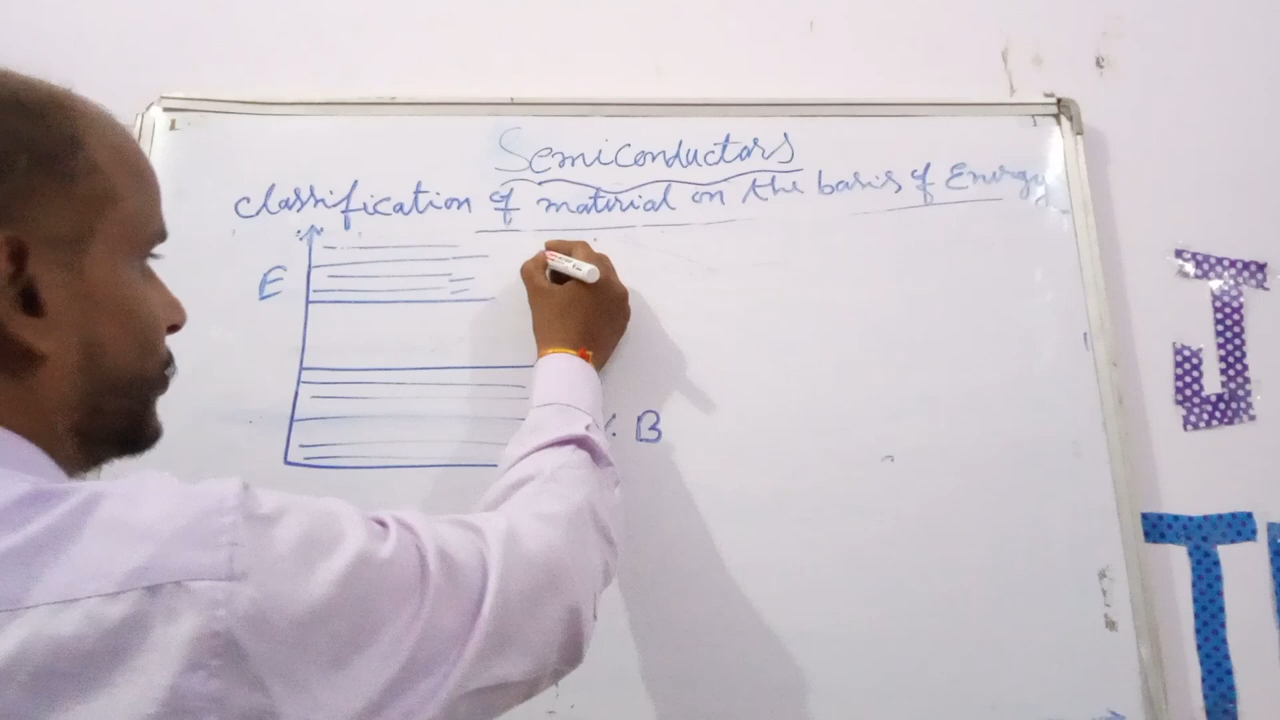 Semiconductors
classification of material on the basis of Energy
E
B
J
T